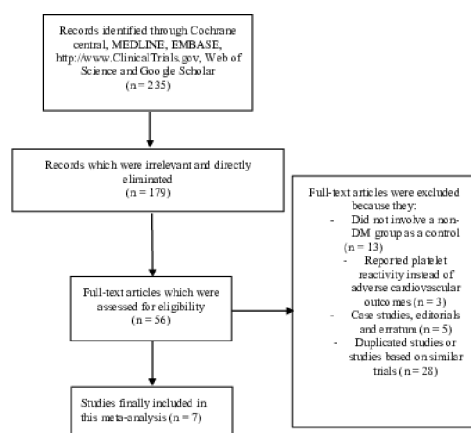 Records identified through Cochrane
central, MEDLINE, EMBASE,
http://www.ClinicalTrials.gov, Web of
Science and Google Scholar
(n = 235)
Records which were irrelevant and directly
eliminated
(n = 179)
Full-text articles which were
assessed for eligibility
(n = 56)
Full-text articles were excluded
because they:
- Did not involve a non-
DM group as a control
(n = 13)
- Reported platelet
reactivity instead of
adverse cardiovascular
outcomes (n = 3)
- Case studies, editorials
and erratum (n = 5)
- Duplicated studies or
studies based on similar
trials (n = 28)
Studies finally included in
this meta-analysis (n = 7)